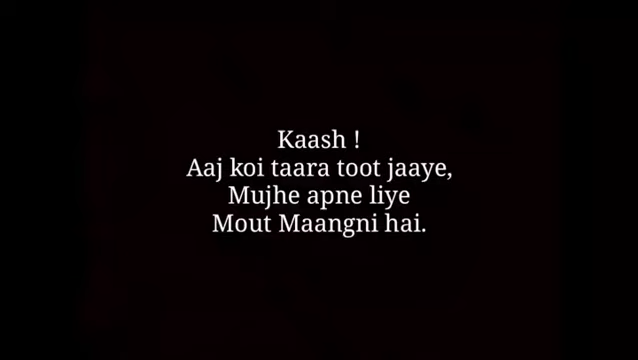 Kaash !
Aaj koi taara toot jaaye,
Mujhe apne liye
Mout Maangni hai.